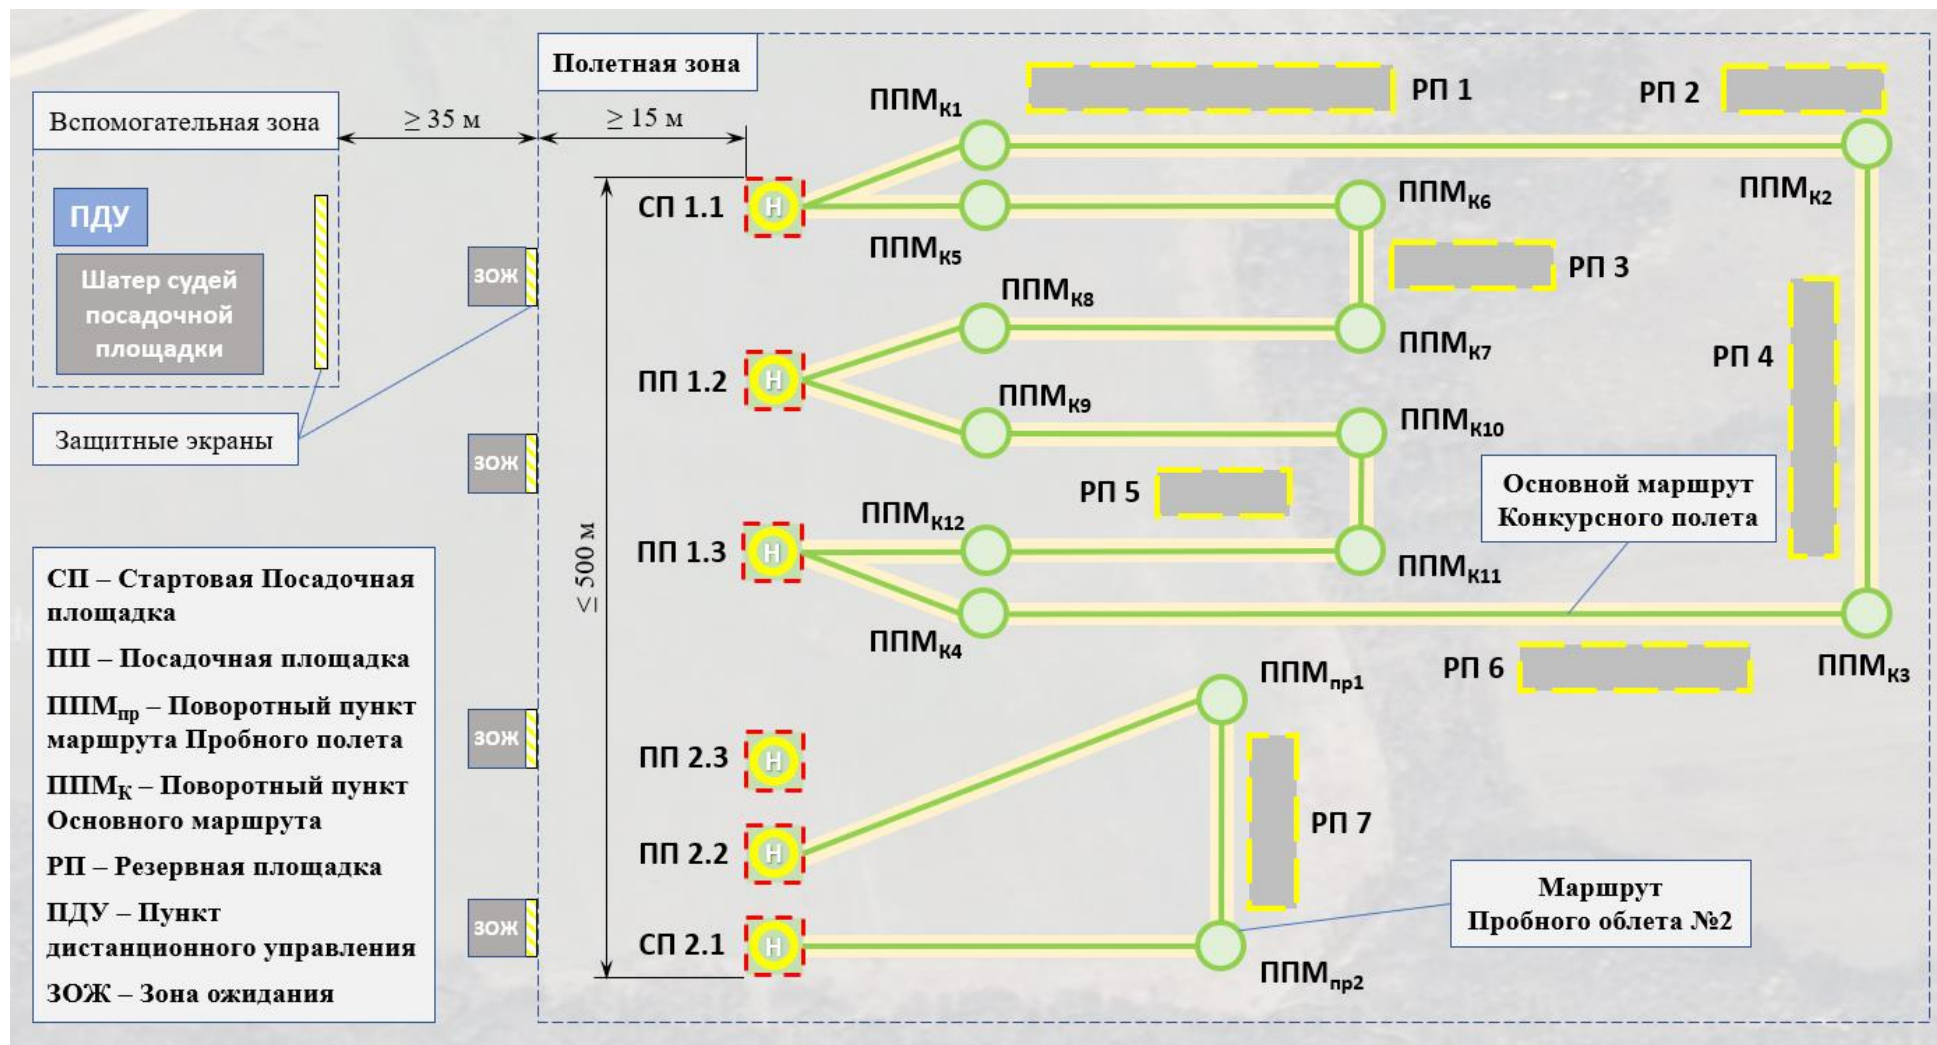 Полетная зона
Вспомогательная зона
≥ 35 м
≥ 15 м
ППМК1
РП 1
РП 2
ППМК2
ПДУ
Шатер судей
посадочной
площадки
СП 1.1
Н
ППМК5
ППМК6
ЗОЖ
РП 3
ППМК8
ППМК7
РП 4
ПП 1.2
Н
ППМК9
ППМК10
Защитные экраны
ЗОЖ
РП 5
Основной маршрут
Конкурсного полета
ППМК12
ПП 1.3
Н
ППМК11
≤ 500 м
ППМК4
РП 6
ППМК3
СП – Стартовая Посадочная
площадка
ПП – Посадочная площадка
ППМпр – Поворотный пункт
маршрута Пробного полета
ППМК – Поворотный пункт
Основного маршрута
РП – Резервная площадка
ПДУ – Пункт
дистанционного управления
ЗОЖ – Зона ожидания
ППМпр1
ЗОЖ
ПП 2.3
Н
РП 7
ПП 2.2
Н
Маршрут
Пробного облета №2
ЗОЖ
СП 2.1
Н
ППМпр2